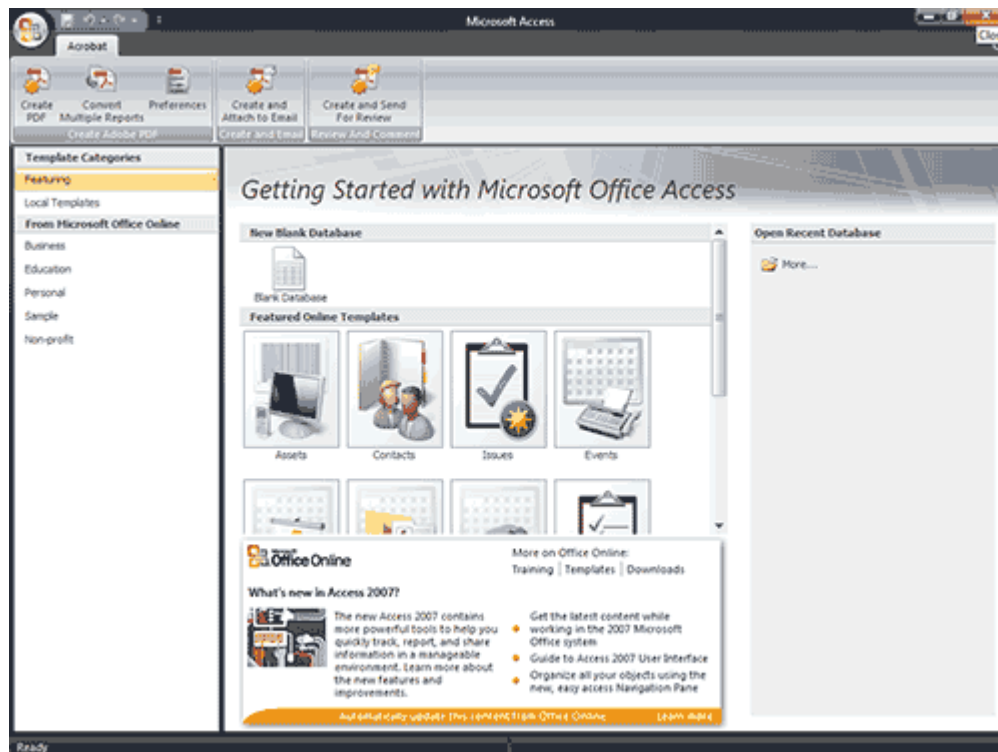 Microsoft Access
Clo
Acrobat
Create PDF
Convert Multiple Reports
Preferences
Create and Attach to Email
Create and Send For Review
Create Adobe PDF
Create and Email
Review And Comment
Template Categories
Featuring
Local Templates
From Microsoft Office Online
Business
Education
Personal
Sample
Non-profit
Getting Started with Microsoft Office Access
New Blank Database
Blank Database
Featured Online Templates
Assets
Contacts
Issues
Events
Open Recent Database
More...
Microsoft
Office Online
More on Office Online:
Training | Templates | Downloads
What's new in Access 2007?
The new Access 2007 contains
more powerful tools to help you
quickly track, report, and share
information in a manageable
environment. Learn more about
the new features and
improvements.
Get the latest content while
working in the 2007 Microsoft
Office system
Guide to Access 2007 User Interface
Organize all your objects using the
new, easy access Navigation Pane
Automatically update this content from Office Online
Learn more
Ready